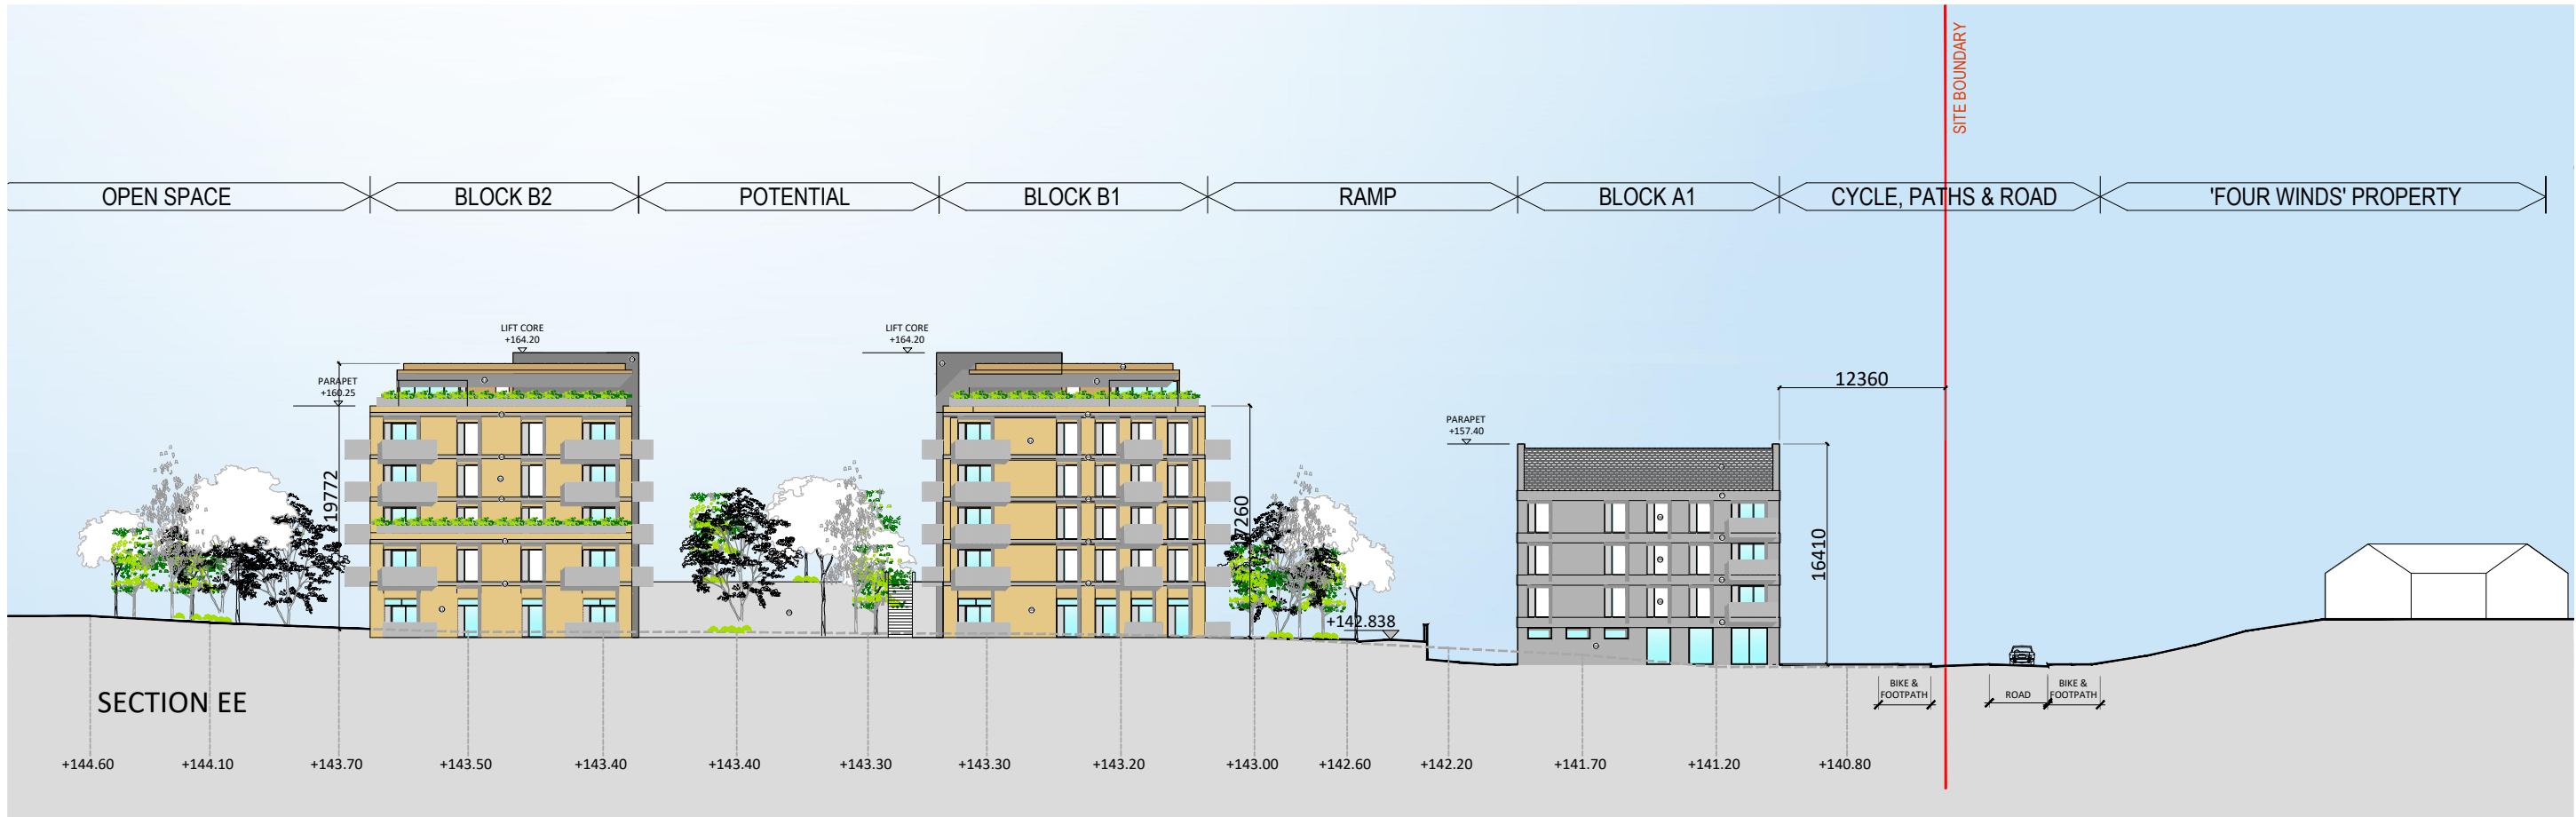 SITE BOUNDARY
OPEN SPACE
BLOCK B2
POTENTIAL
BLOCK B1
RAMP
BLOCK A1
CYCLE, PATHS & ROAD
'FOUR WINDS' PROPERTY
LIFT CORE
+164.20
LIFT CORE
+164.20
PARAPET
+160.25
12360
PARAPET
+157.40
19772
17260
16410
+142.838
BIKE &
FOOTPATH
ROAD
BIKE &
FOOTPATH
SECTION EE
+144.60
+144.10
+143.70
+143.50
+143.40
+143.40
+143.30
+143.30
+143.20
+143.00
+142.60
+142.20
+141.70
+141.20
+140.80